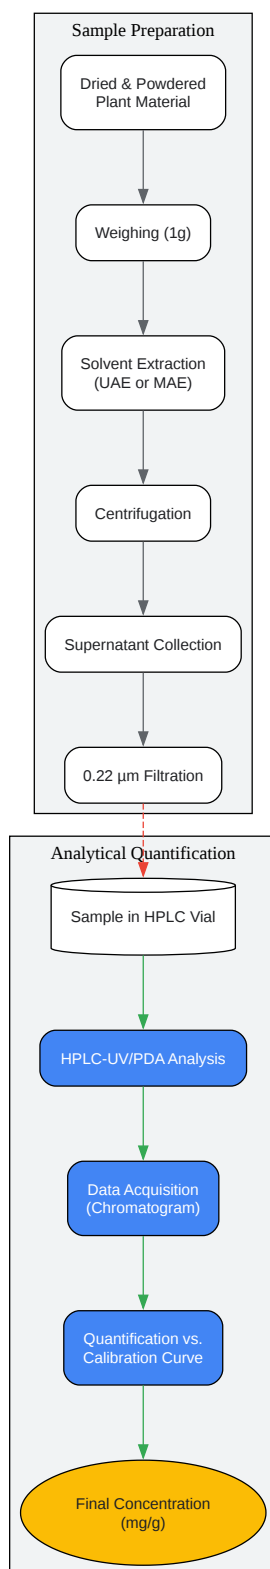 Sample Preparation
Dried & Powdered
Plant Material
Weighing (1g)
Solvent Extraction
(UAE or MAE)
Centrifugation
Supernatant Collection
0.22 µm Filtration
Analytical Quantification
Sample in HPLC Vial
HPLC-UV/PDA Analysis
Data Acquisition
(Chromatogram)
Quantification vs.
Calibration Curve
Final Concentration
(mg/g)